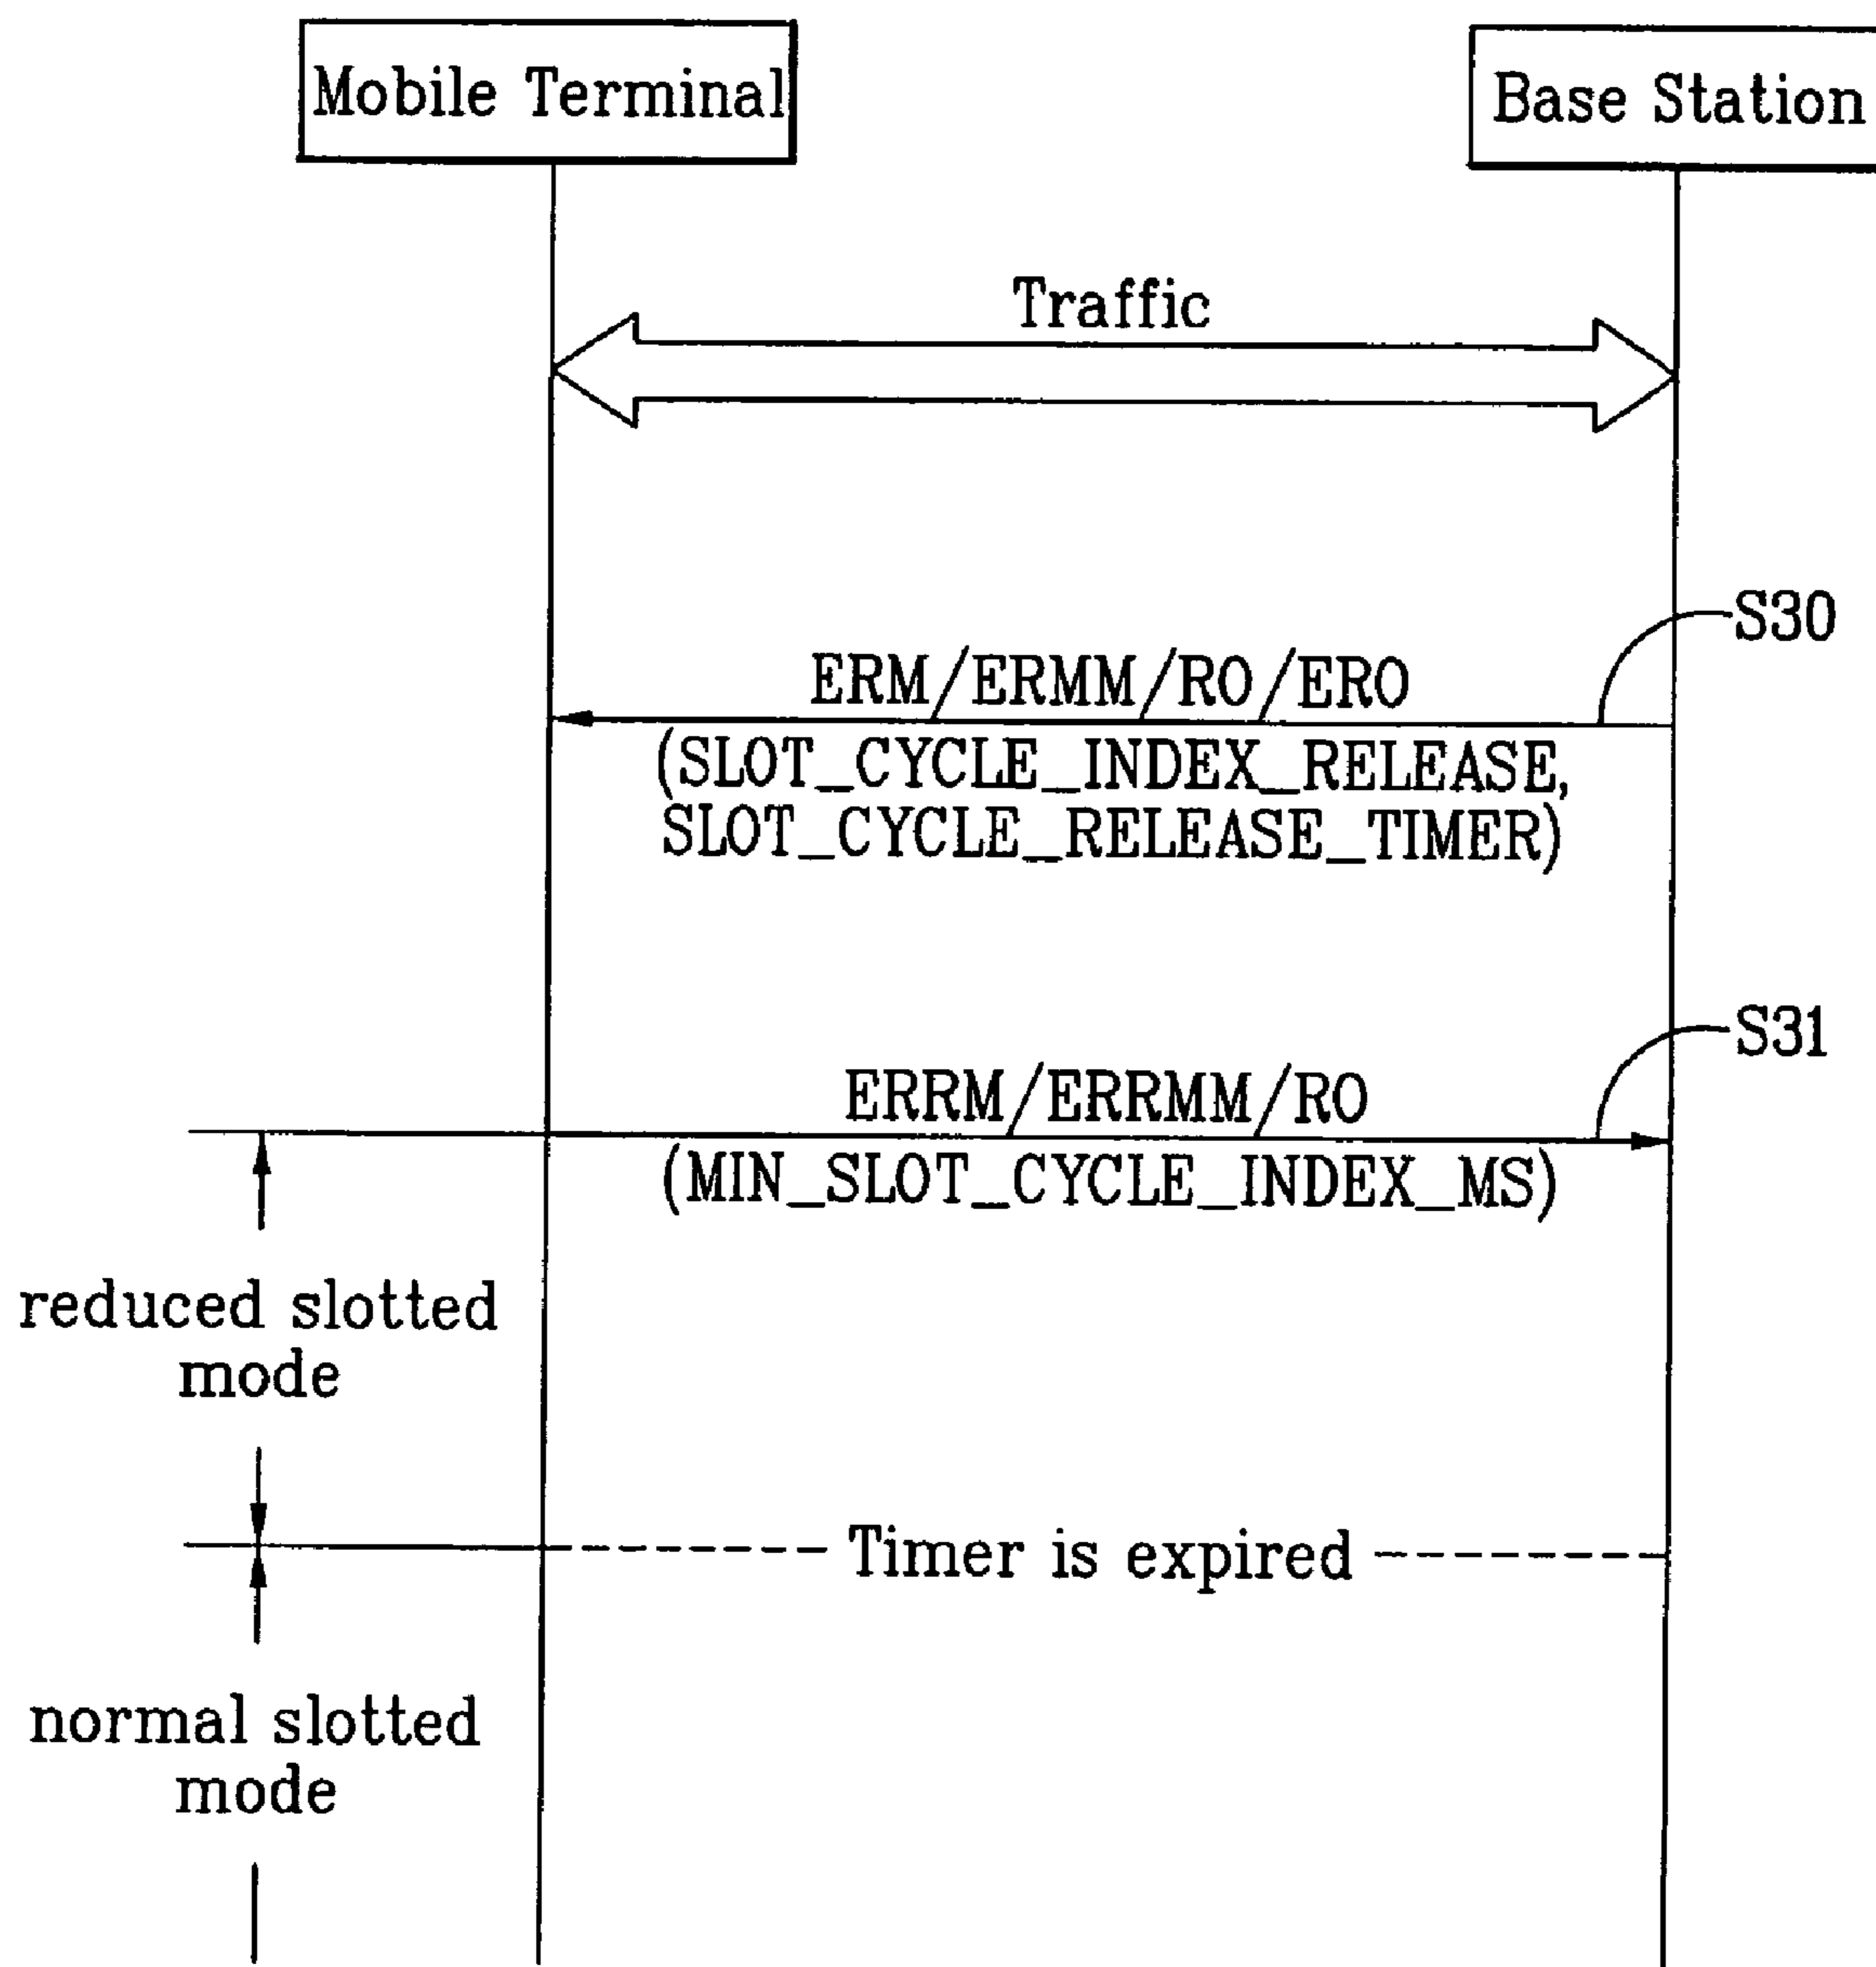 Mobile Terminal
Base Station
Traffic
S30
ERM/ERMM/RO/ERO
(SLOT_CYCLE_INDEX_RELEASE,
SLOT_CYCLE_RELEASE_TIMER)
S31
ERRM/ERRMM/RO
(MIN_SLOT_CYCLE_INDEX_MS)
reduced slotted
mode
Timer is expired
normal slotted
mode